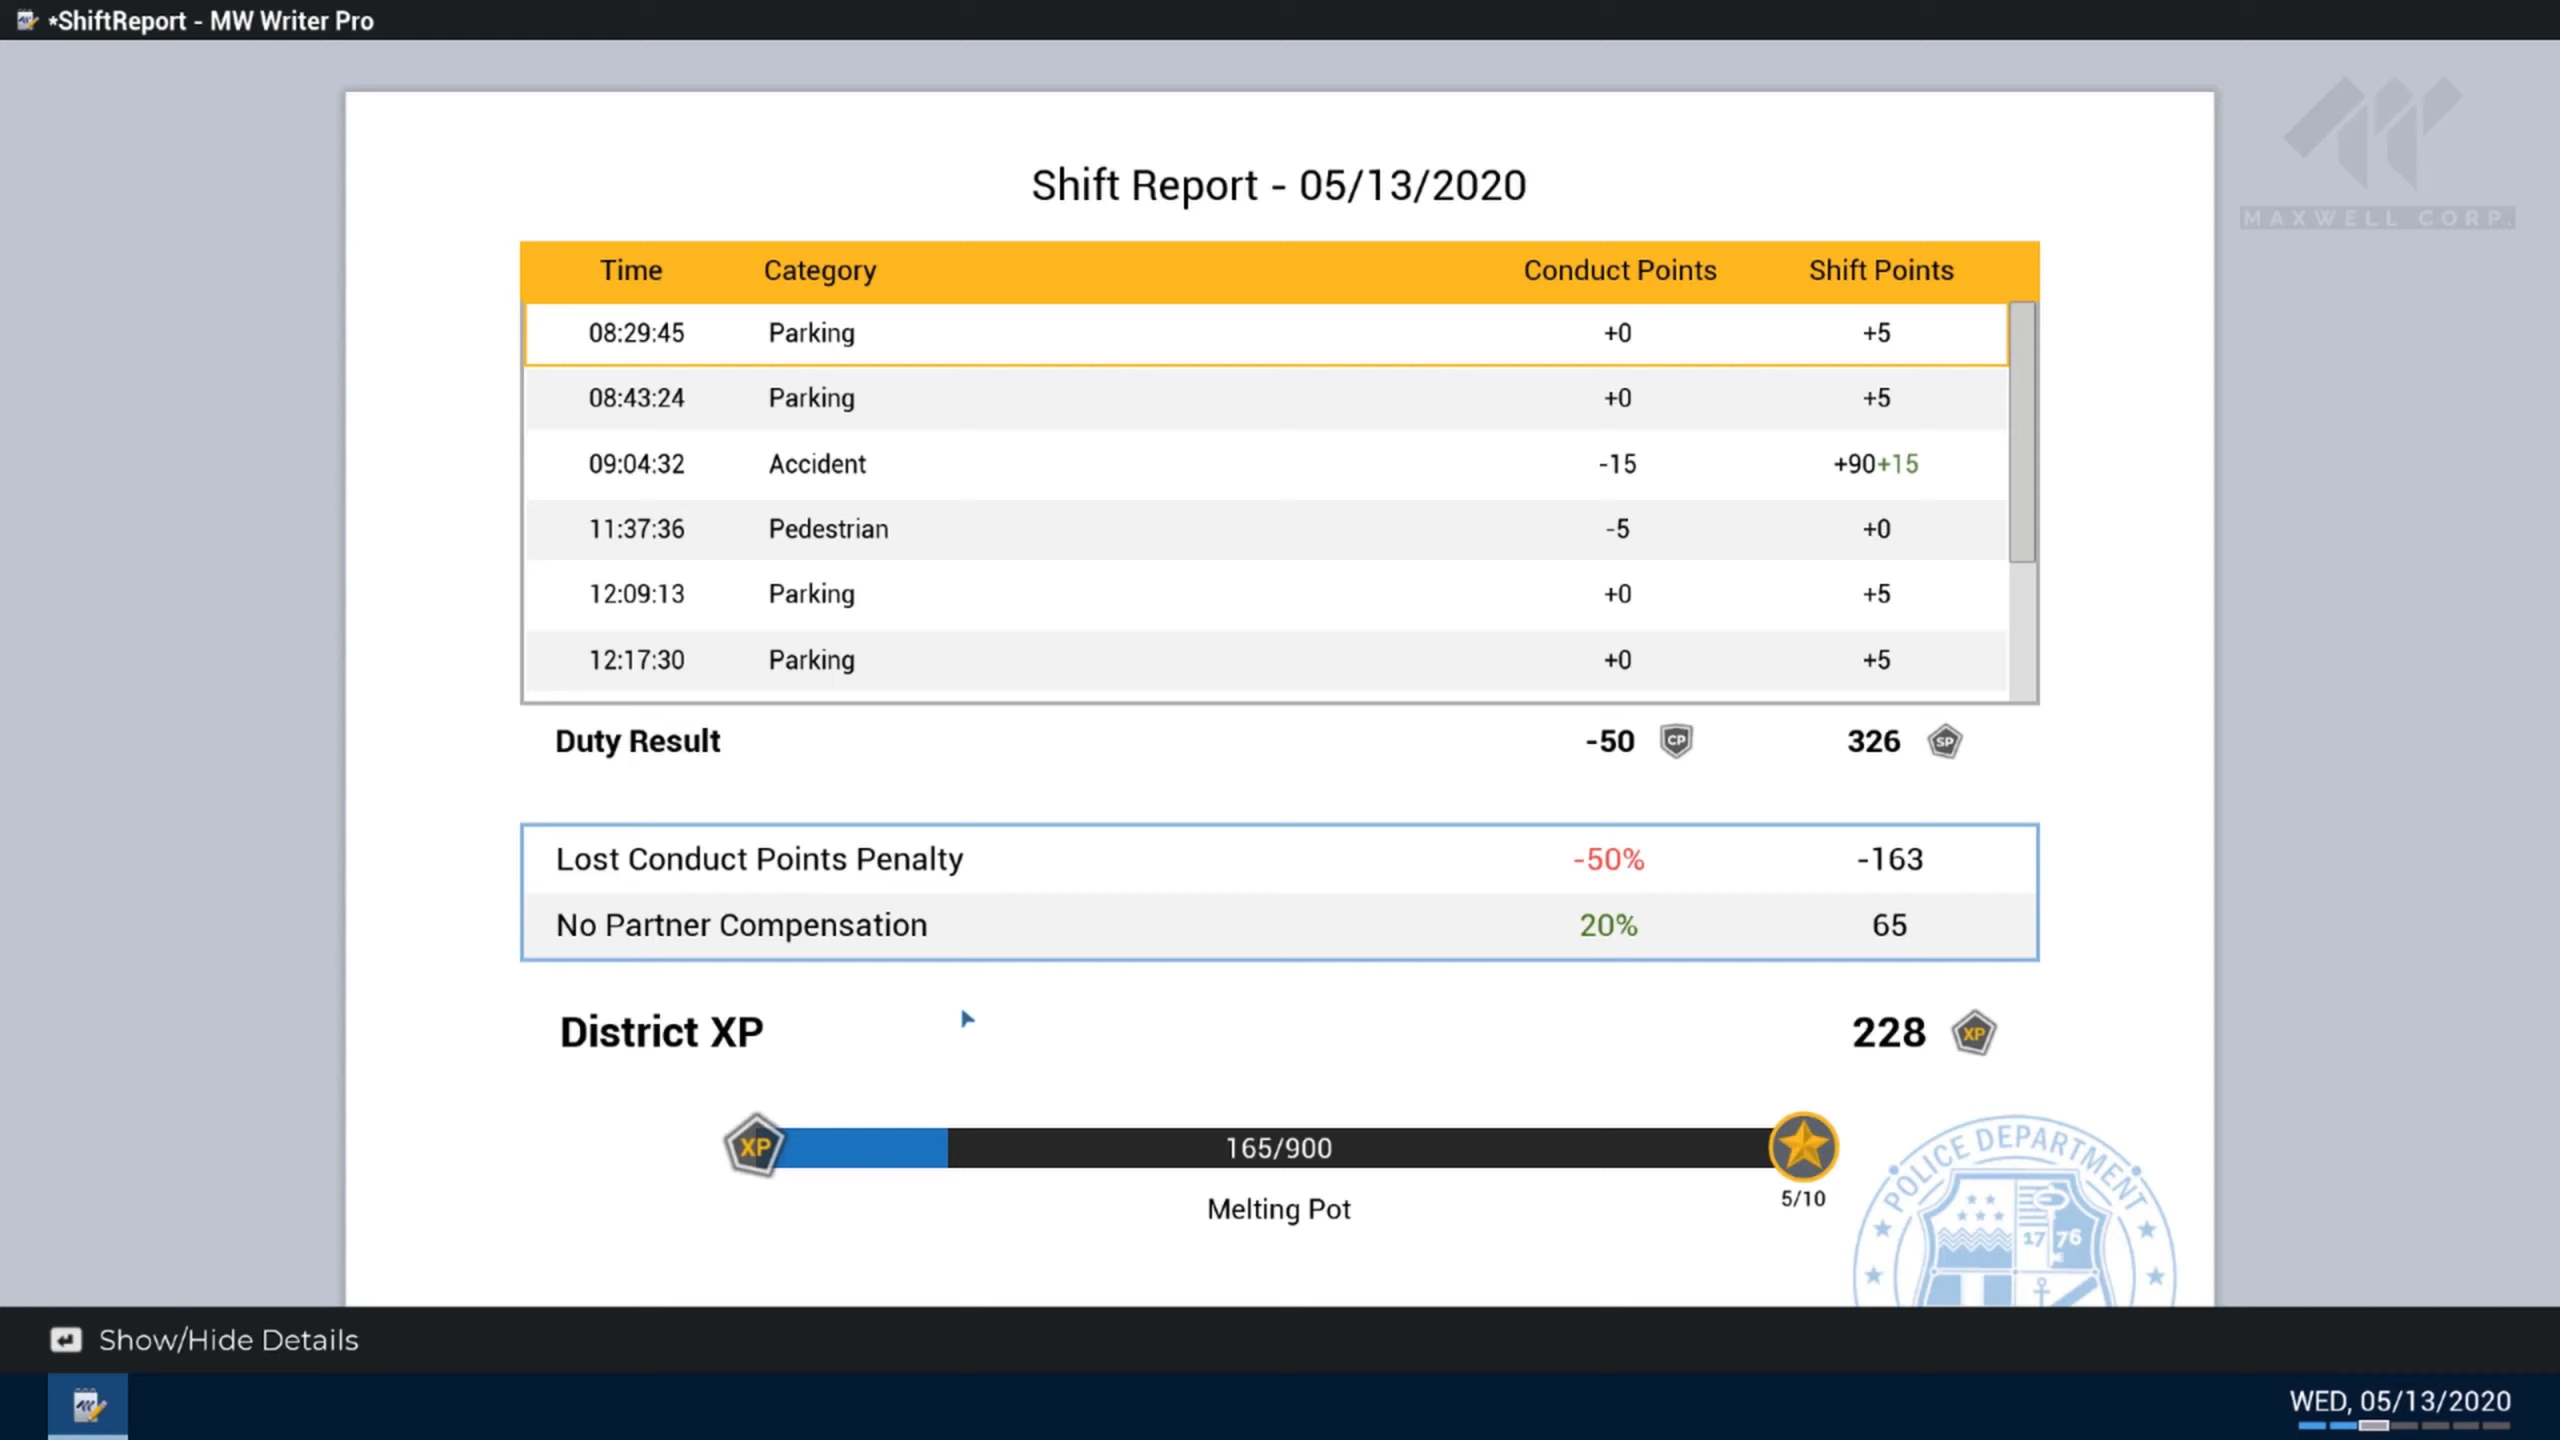 *ShiftReport - MW Writer Pro
MAXWELL CORP.
Shift Report - 05/13/2020
Time Category Conduct Points Shift Points
08:29:45 Parking +0 +5
08:43:24 Parking +0 +5
09:04:32 Accident -15 +90+15
11:37:36 Pedestrian -5 +0
12:09:13 Parking +0 +5
12:17:30 Parking +0 +5
Duty Result -50 CP 326 SP
Lost Conduct Points Penalty -50% -163
No Partner Compensation 20% 65
District XP 228 XP
XP 165/900
5/10
Melting Pot
POLICE DEPARTMENT
17 76
Show/Hide Details
WED, 05/13/2020